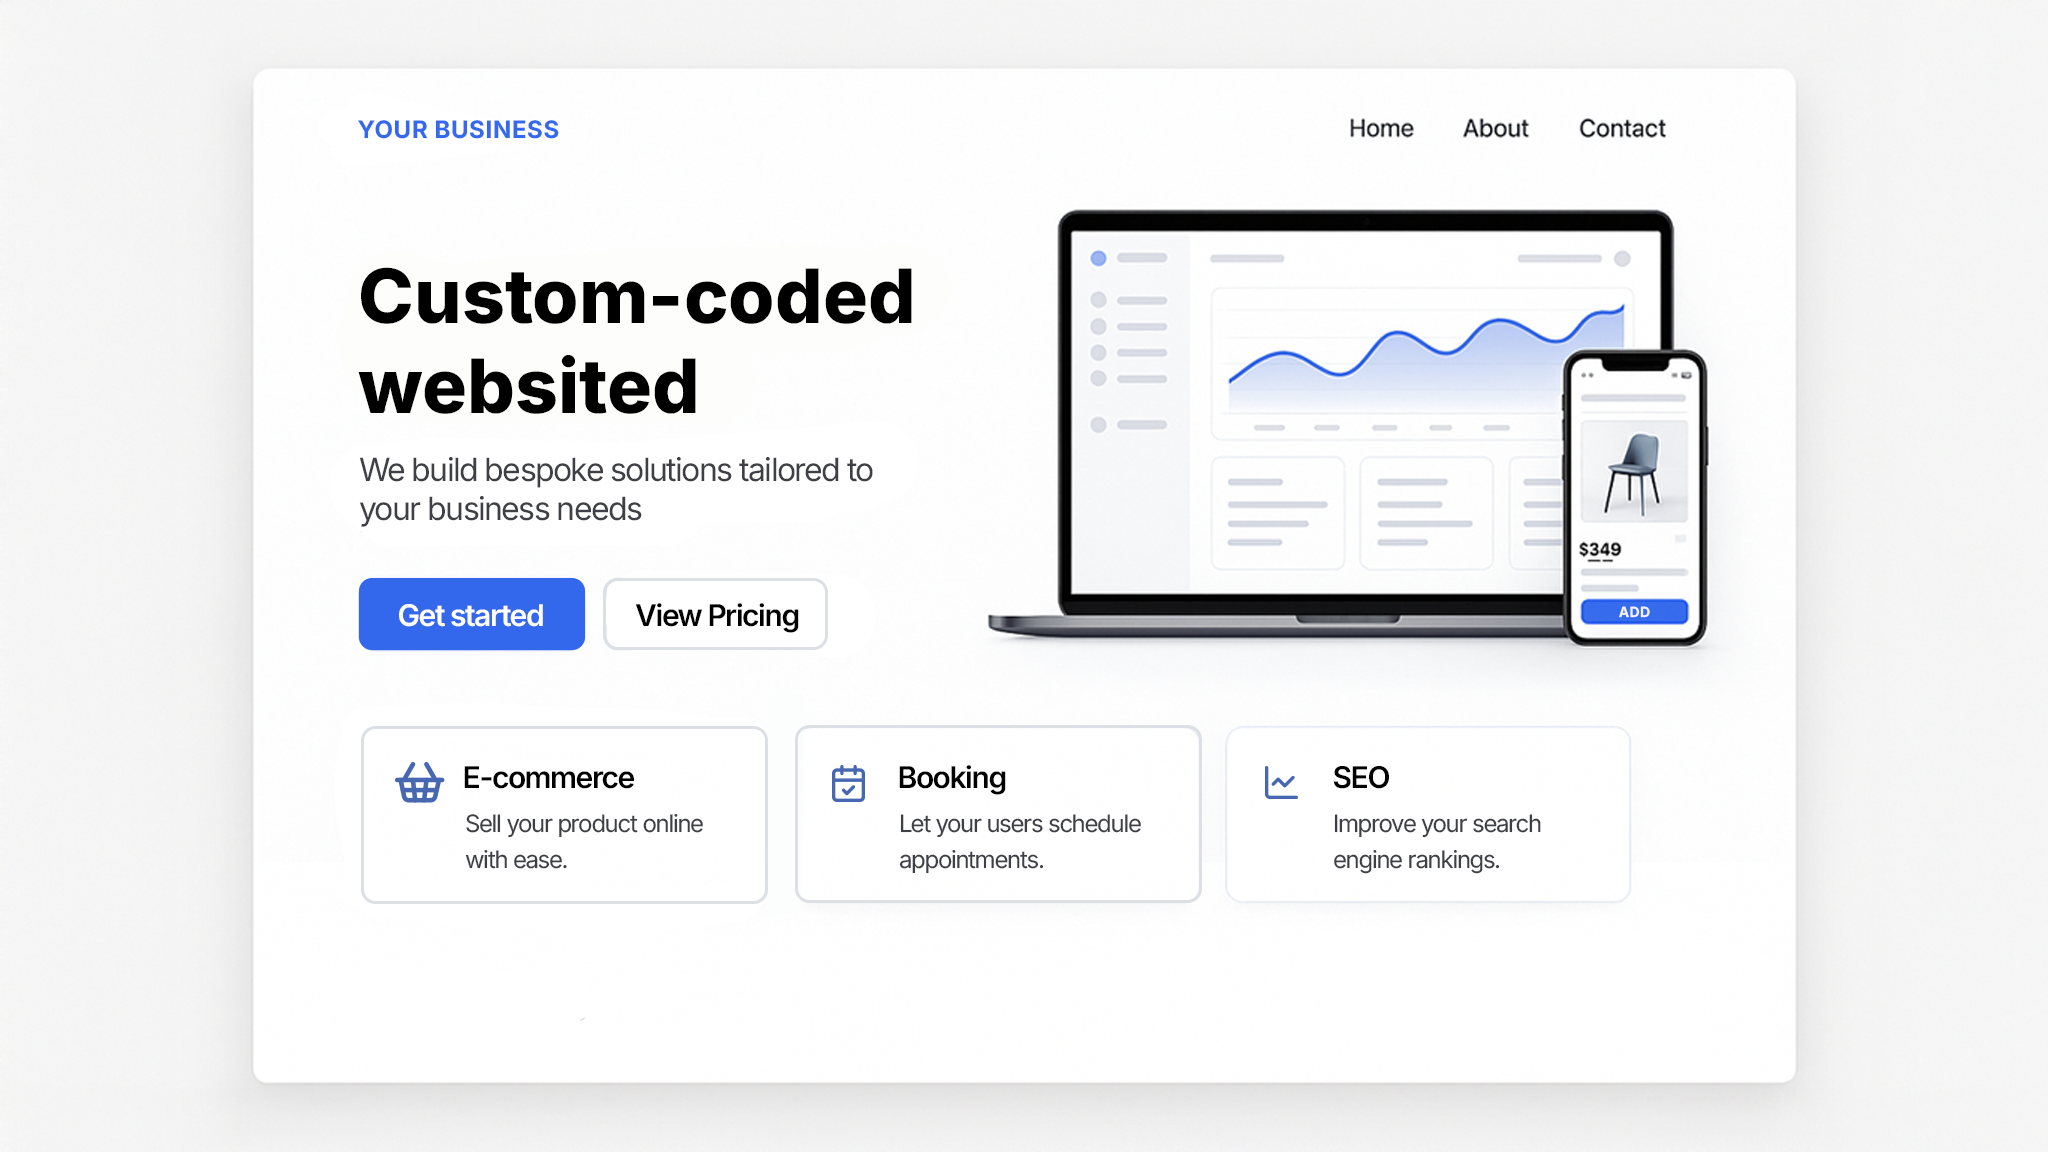 YOUR BUSINESS
Home About Contact
Custom-coded
websited
We build bespoke solutions tailored to
your business needs
Get started View Pricing
$349
ADD
E-commerce
Sell your product online
with ease.
Booking
Let your users schedule
appointments.
SEO
Improve your search
engine rankings.